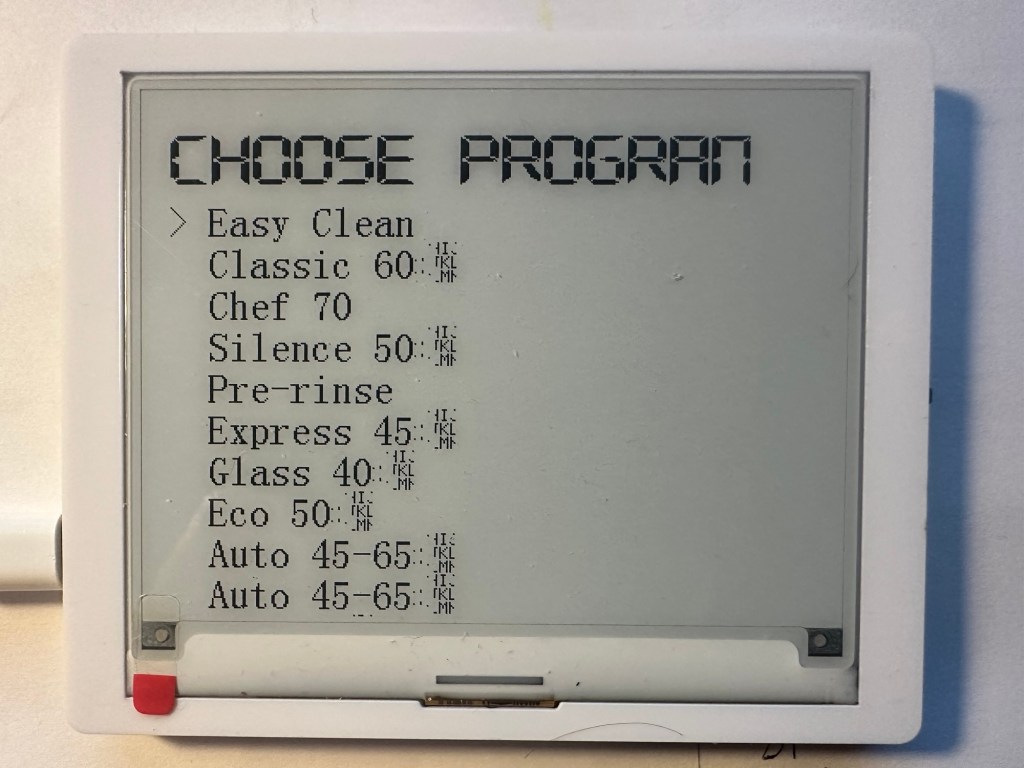 CHOOSE PROGRAM
> Easy Clean
Classic 60
Chef 70
Silence 50
Pre-rinse
Express 45
Glass 40
Eco 50
Auto 45-65
Auto 45-65